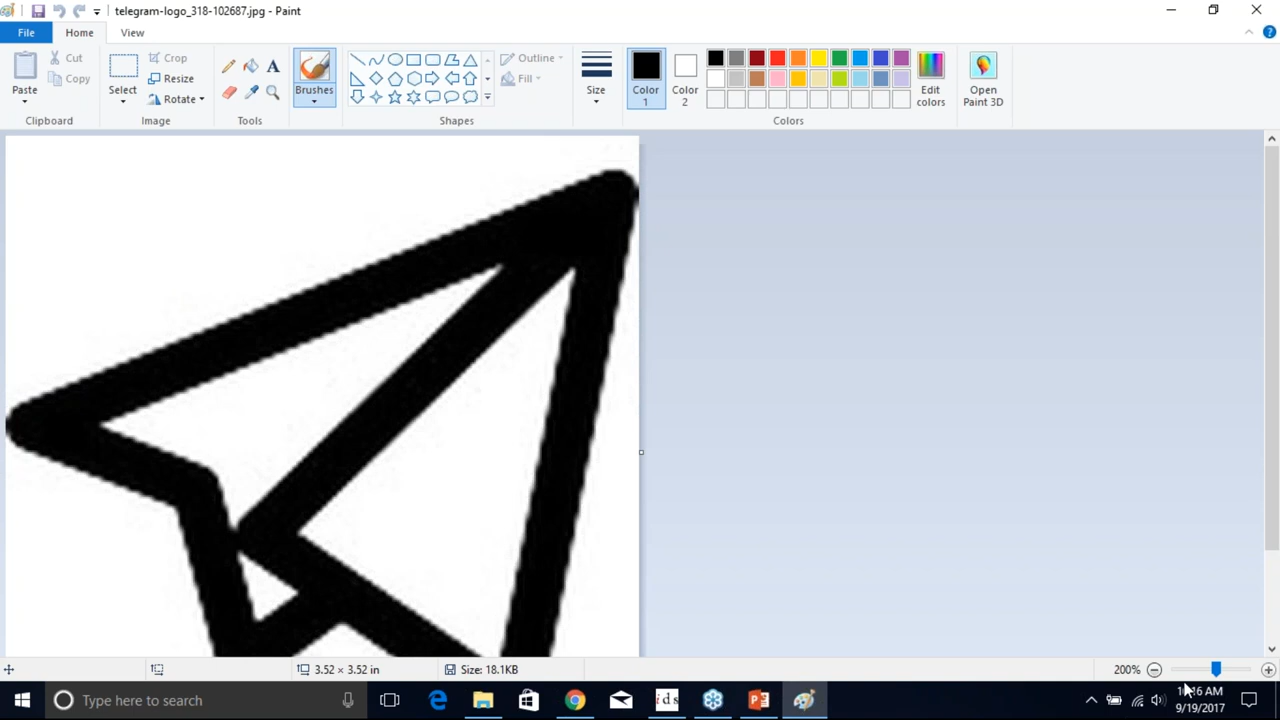 telegram-logo_318-102687.jpg - Paint
File
Home
View
Paste
Cut
Copy
Clipboard
Select
Crop
Resize
Rotate
Image
A
Tools
Brushes
Outline
Fill
Shapes
Size
Color
1
Color
2
Edit
colors
Colors
Open
Paint 3D
3.52 × 3.52 in
Size: 18.1KB
200%
Type here to search
ids
9/19/2017